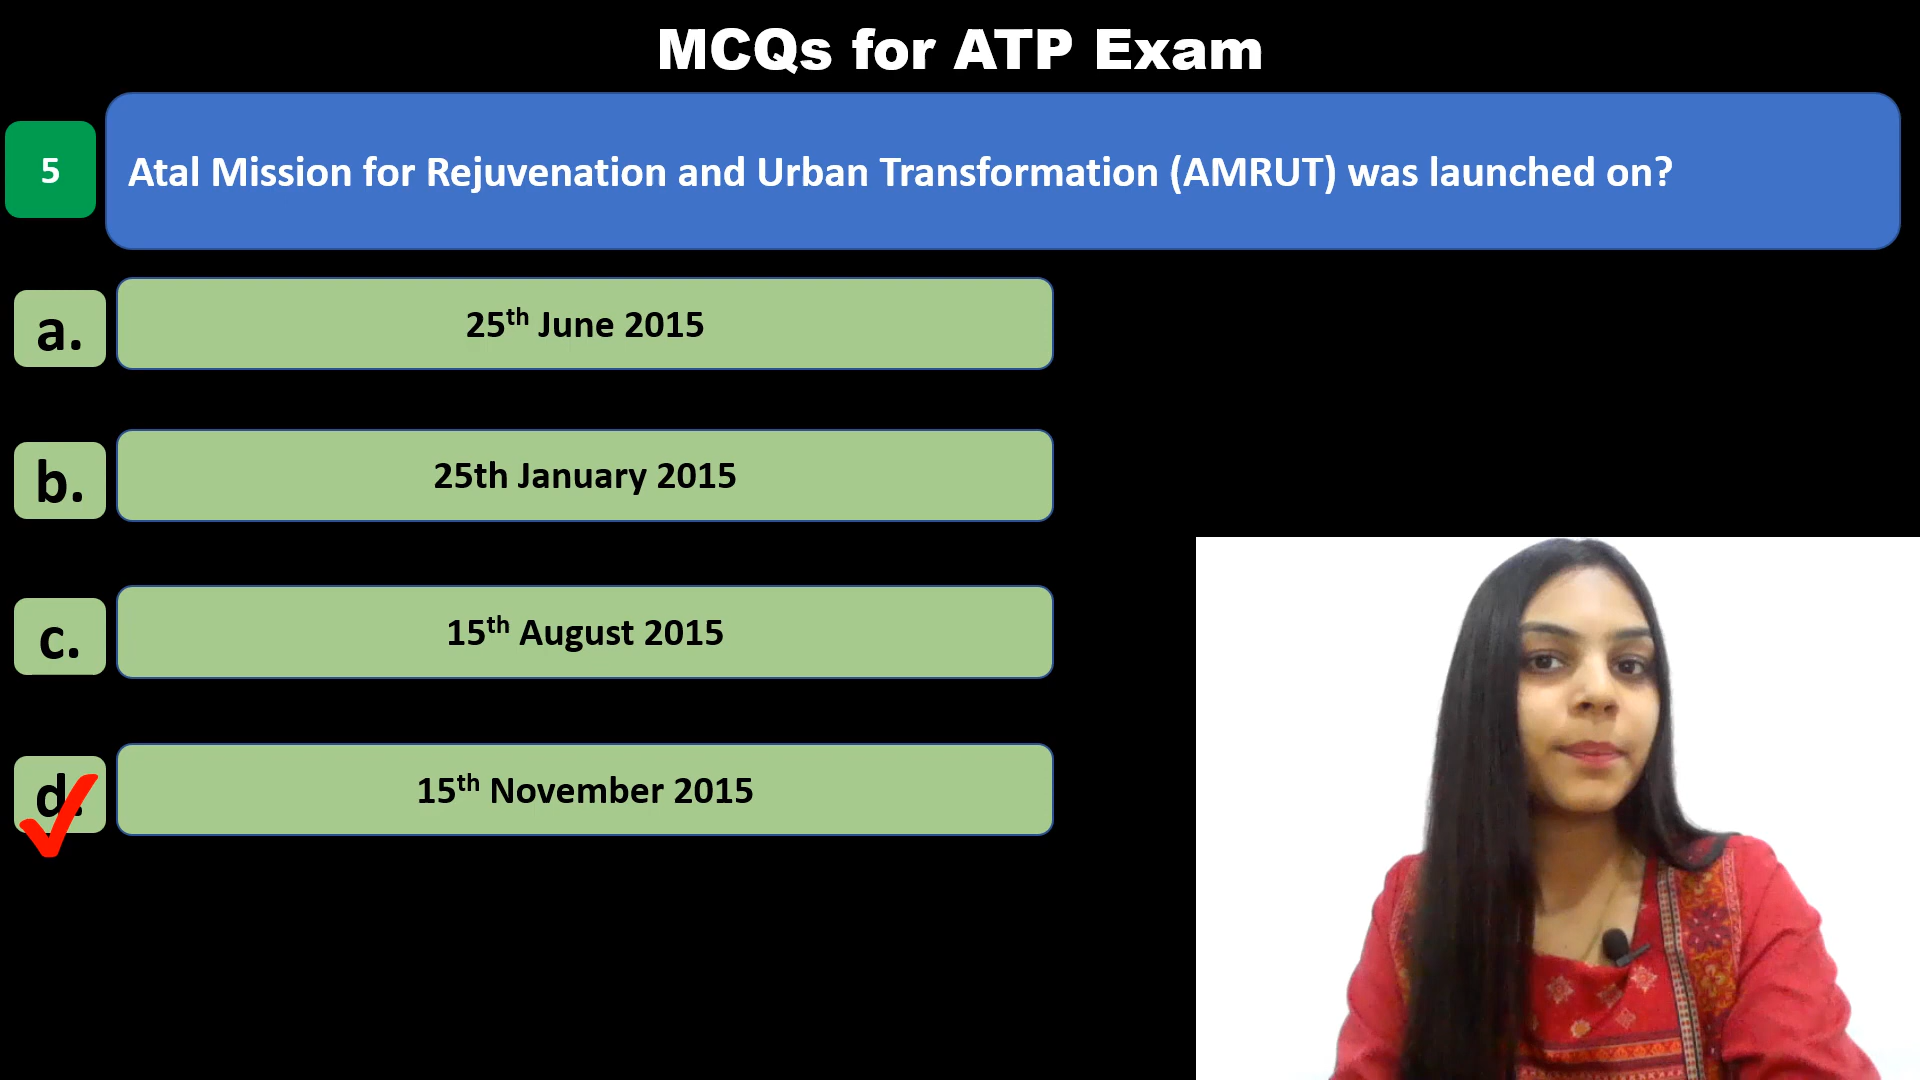 MCQs for ATP Exam
5
Atal Mission for Rejuvenation and Urban Transformation (AMRUT) was launched on?
a.
25th June 2015
b.
25th January 2015
c.
15th August 2015
d.
15th November 2015